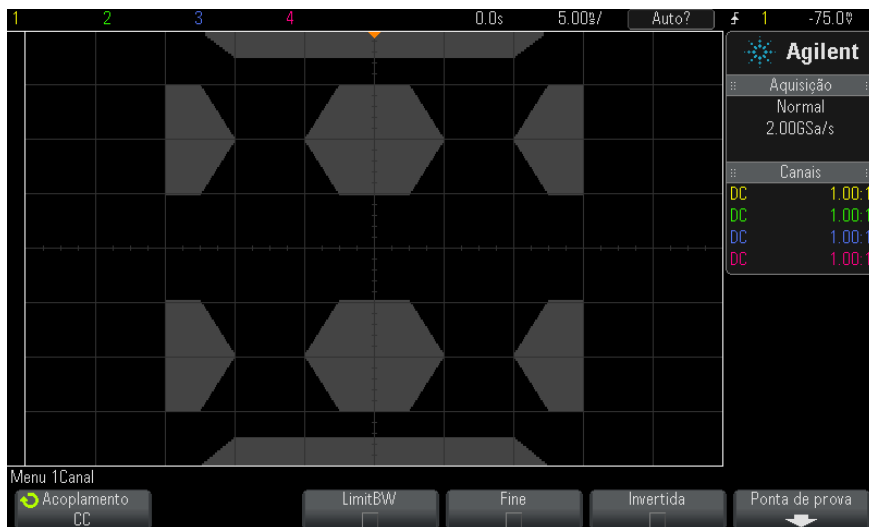 1 2 3 4 0.0s 5.00ns/ Auto? 1 -75.0V
Agilent
Aquisição
Normal
2.00GSa/s
Canais
DC 1.00:1
DC 1.00:1
DC 1.00:1
DC 1.00:1
Menu 1Canal
Acoplamento LimitBW Fine Invertida Ponta de prova
CC